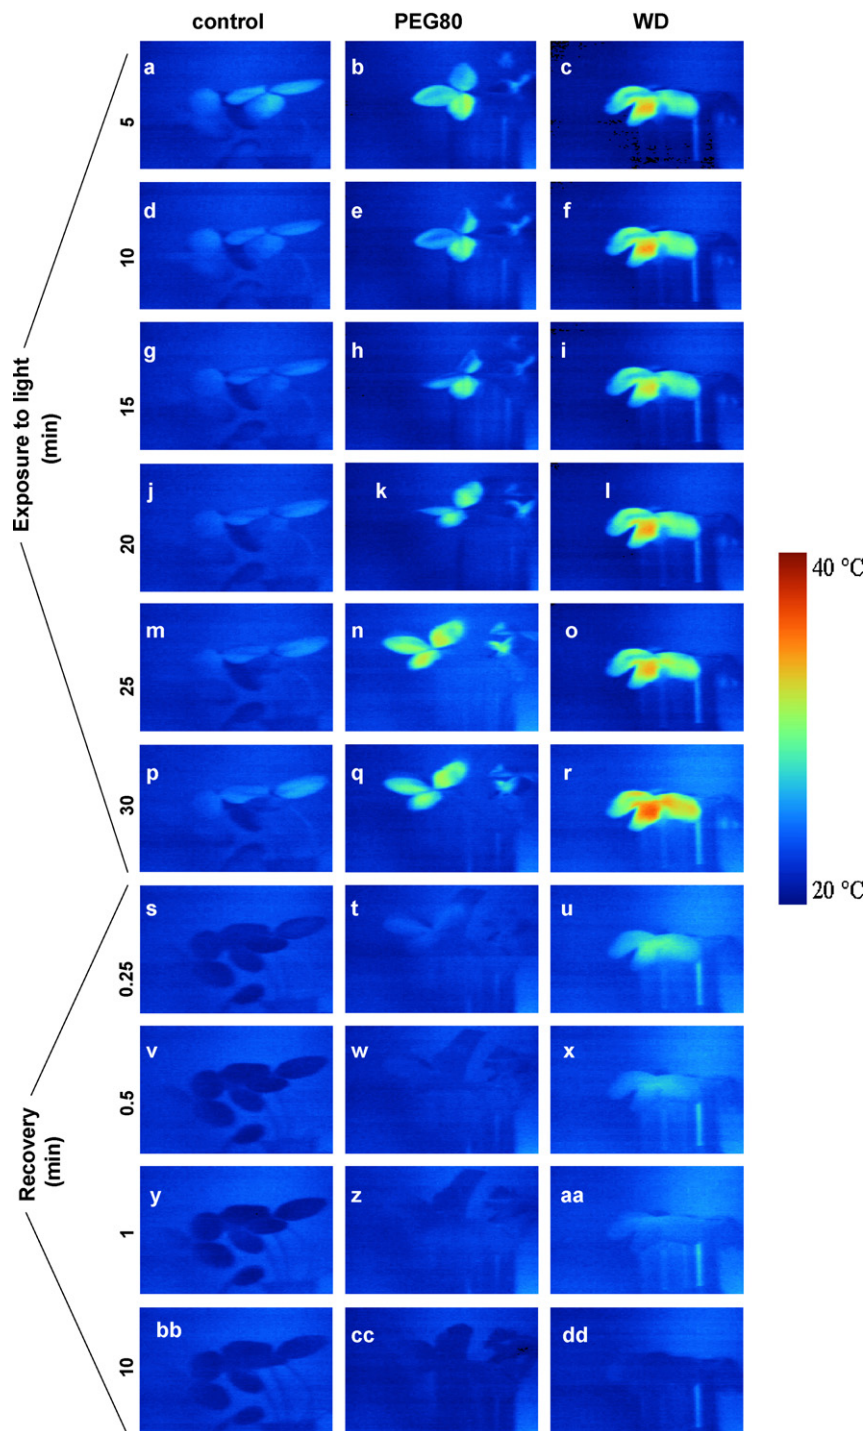 control PEG80 WD
a b c
5
d e f
10
g h i
15
j k l
20
m n o
25
p q r
30
Exposure to light
(min)
40 °C
20 °C
s t u
0.25
v w x
0.5
y z aa
1
bb cc dd
10
Recovery
(min)